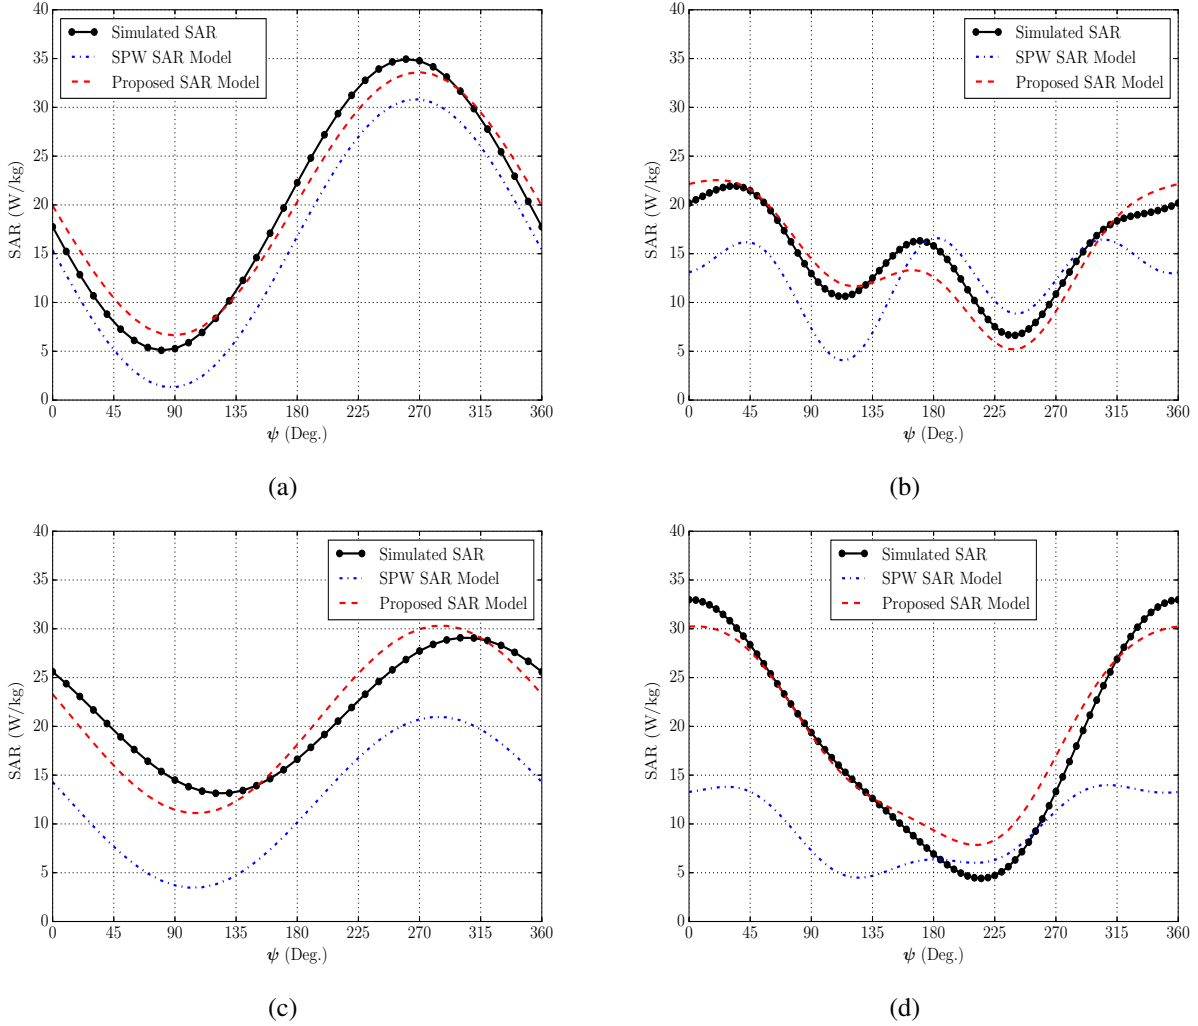 40
35
30
25
20
15
10
5
0
SAR (W/kg)
0 45 90 135 180 225 270 315 360
ψ (Deg.)
Simulated SAR
SPW SAR Model
Proposed SAR Model
(a)
40
35
30
25
20
15
10
5
0
SAR (W/kg)
0 45 90 135 180 225 270 315 360
ψ (Deg.)
Simulated SAR
SPW SAR Model
Proposed SAR Model
(b)
40
35
30
25
20
15
10
5
0
SAR (W/kg)
0 45 90 135 180 225 270 315 360
ψ (Deg.)
Simulated SAR
SPW SAR Model
Proposed SAR Model
(c)
40
35
30
25
20
15
10
5
0
SAR (W/kg)
0 45 90 135 180 225 270 315 360
ψ (Deg.)
Simulated SAR
SPW SAR Model
Proposed SAR Model
(d)